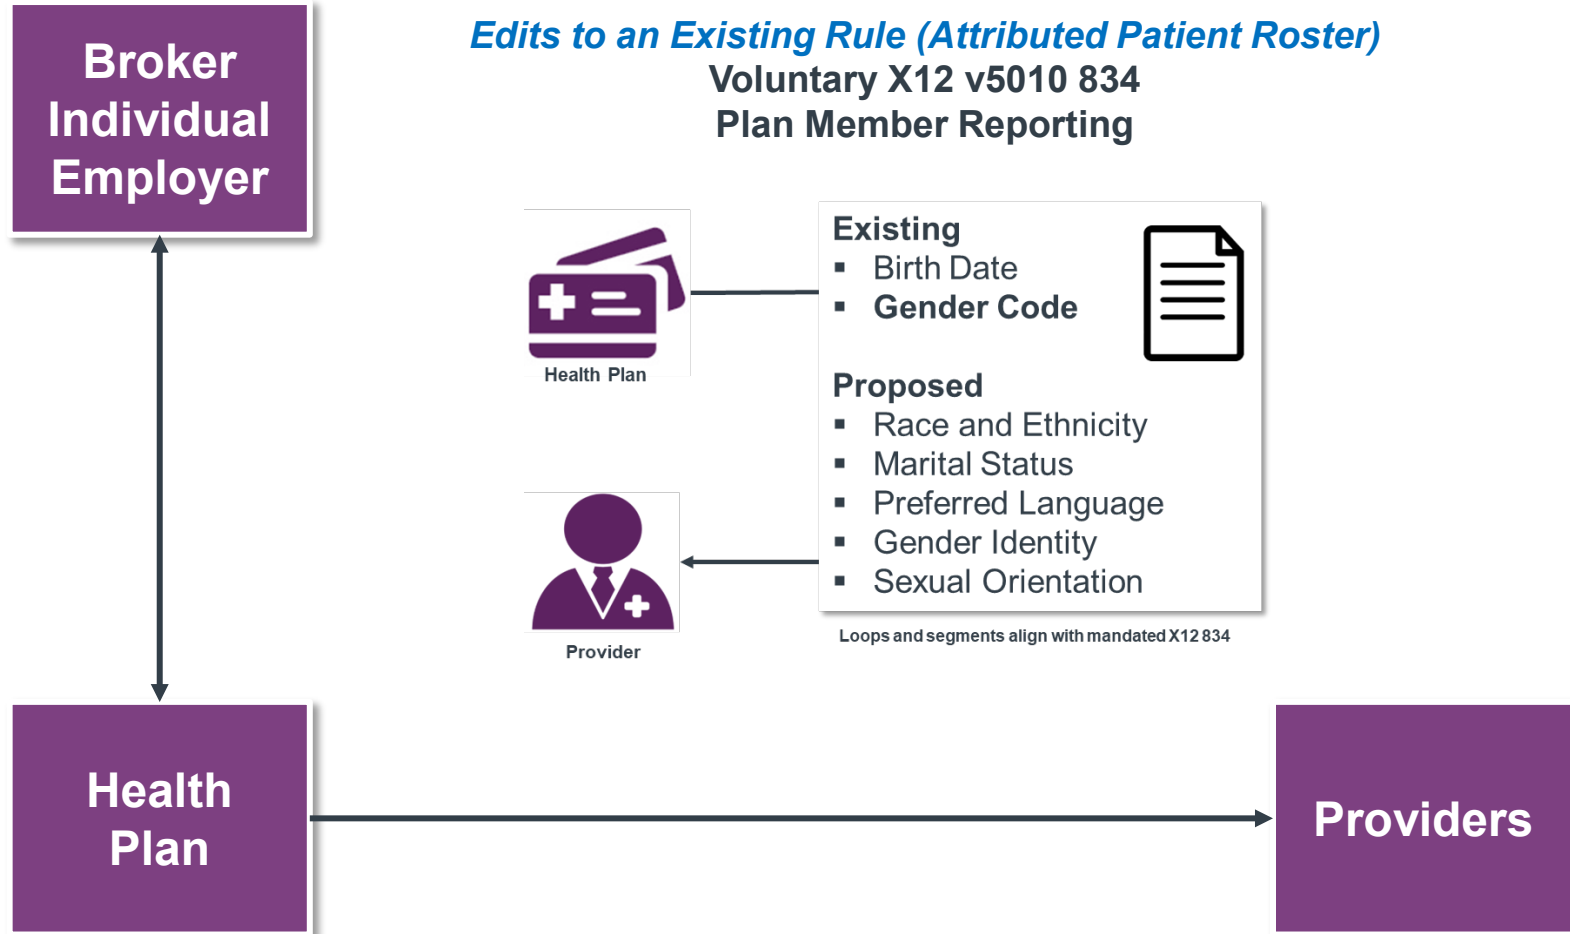 Broker
Individual
Employer
Edits to an Existing Rule (Attributed Patient Roster)
Voluntary X12 v5010 834
Plan Member Reporting
Health Plan
Existing
▪ Birth Date
▪ Gender Code
Proposed
▪ Race and Ethnicity
▪ Marital Status
▪ Preferred Language
▪ Gender Identity
▪ Sexual Orientation
Provider
Loops and segments align with mandated X12 834
Health
Plan
Providers